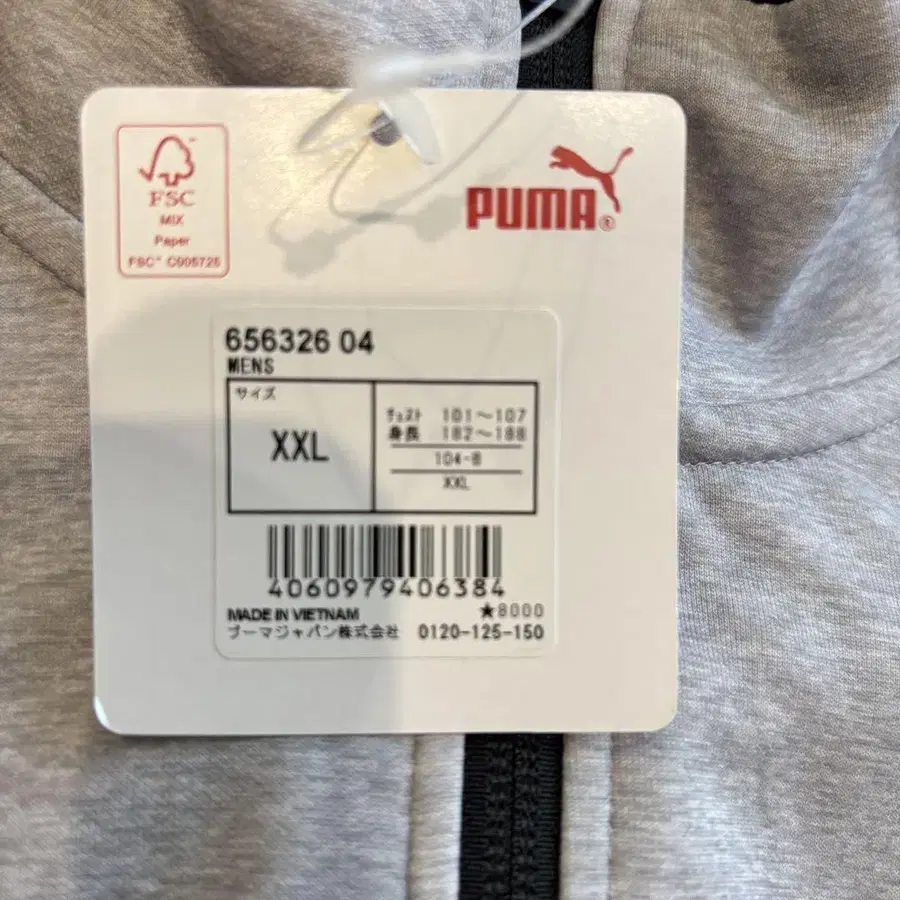 FSC
MIX
Paper
FSC® C006725
PUMA®
656326 04
MENS
サイズ
XXL
チェスト 101～107
身長 182～188
104-B
XXL
4060979406384
MADE IN VIETNAM
★8000
プーマジャパン株式会社 0120-125-150